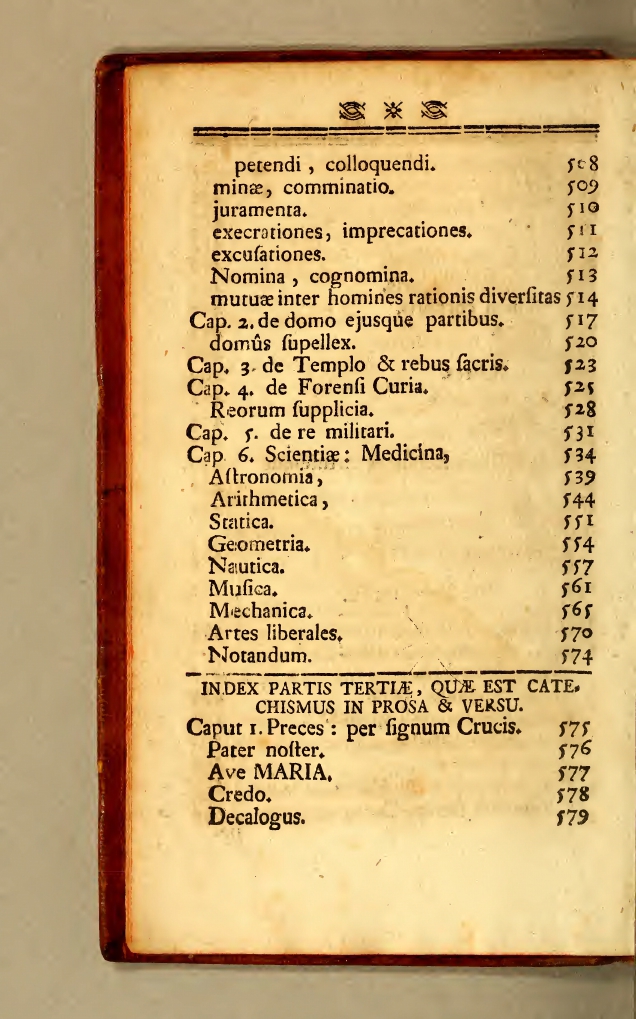 petendi , colloquendi. 508
minæ, comminatio. 509
juramenta. 510
execrationes, imprecationes. 511
excuſationes. 512
Nomina , cognomina. 513
mutuæ inter homines rationis diverſitas 514
Cap. 2. de domo ejusque partibus. 517
domûs ſupellex. 520
Cap. 3. de Templo & rebus ſacris. 523
Cap. 4. de Forenſi Curia. 525
Reorum ſupplicia. 528
Cap. 5. de re militari. 531
Cap 6. Scientiæ: Medicina, 534
Aſtronomia, 539
Arithmetica, 544
Statica. 551
Geometria. 554
Nautica. 557
Muſica. 561
Mechanica. 565
Artes liberales. 570
Notandum. 574
INDEX PARTIS TERTIÆ, QUÆ EST CATE-
CHISMUS IN PROSA & VERSU.
Caput 1. Preces : per ſignum Crucis. 575
Pater noſter. 576
Ave MARIA. 577
Credo. 578
Decalogus. 579